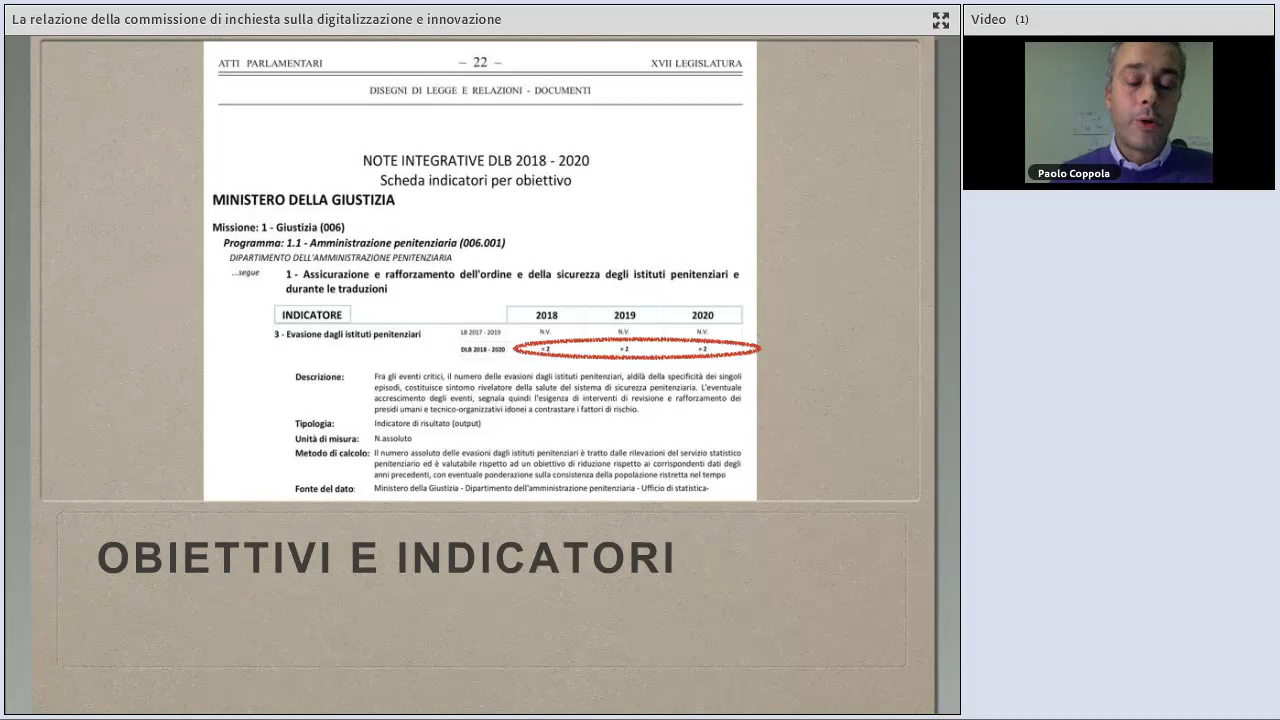 La relazione della commissione di inchiesta sulla digitalizzazione e innovazione
Video (1)
Paolo Coppola
ATTI PARLAMENTARI – 22 – XVII LEGISLATURA
DISEGNI DI LEGGE E RELAZIONI - DOCUMENTI
NOTE INTEGRATIVE DLB 2018 - 2020
Scheda indicatori per obiettivo
MINISTERO DELLA GIUSTIZIA
Missione: 1 - Giustizia (006)
Programma: 1.1 - Amministrazione penitenziaria (006.001)
DIPARTIMENTO DELL'AMMINISTRAZIONE PENITENZIARIA
...segue 1 - Assicurazione e rafforzamento dell'ordine e della sicurezza degli istituti penitenziari e
durante le traduzioni
INDICATORE 2018 2019 2020
3 - Evasione dagli istituti penitenziari LB 2017 - 2019 N.V. N.V. N.V.
DLB 2018 - 2020 = 2 = 2 = 2
Descrizione: Fra gli eventi critici, il numero delle evasioni dagli istituti penitenziari, aldilà della specificità dei singoli
episodi, costituisce sintomo rivelatore della salute del sistema di sicurezza penitenziaria. L'eventuale
accrescimento degli eventi, segnala quindi l'esigenza di interventi di revisione e rafforzamento dei
presidi umani e tecnico-organizzativi idonei a contrastare i fattori di rischio.
Tipologia: Indicatore di risultato (output)
Unità di misura: N.assoluto
Metodo di calcolo: Il numero assoluto delle evasioni dagli istituti penitenziari è tratto dalle rilevazioni del servizio statistico
penitenziario ed è valutabile rispetto ad un obiettivo di riduzione rispetto ai corrispondenti dati degli
anni precedenti, con eventuale ponderazione sulla consistenza della popolazione ristretta nel tempo
Fonte del dato: Ministero della Giustizia - Dipartimento dell'amministrazione penitenziaria - Ufficio di statistica-
OBIETTIVI E INDICATORI